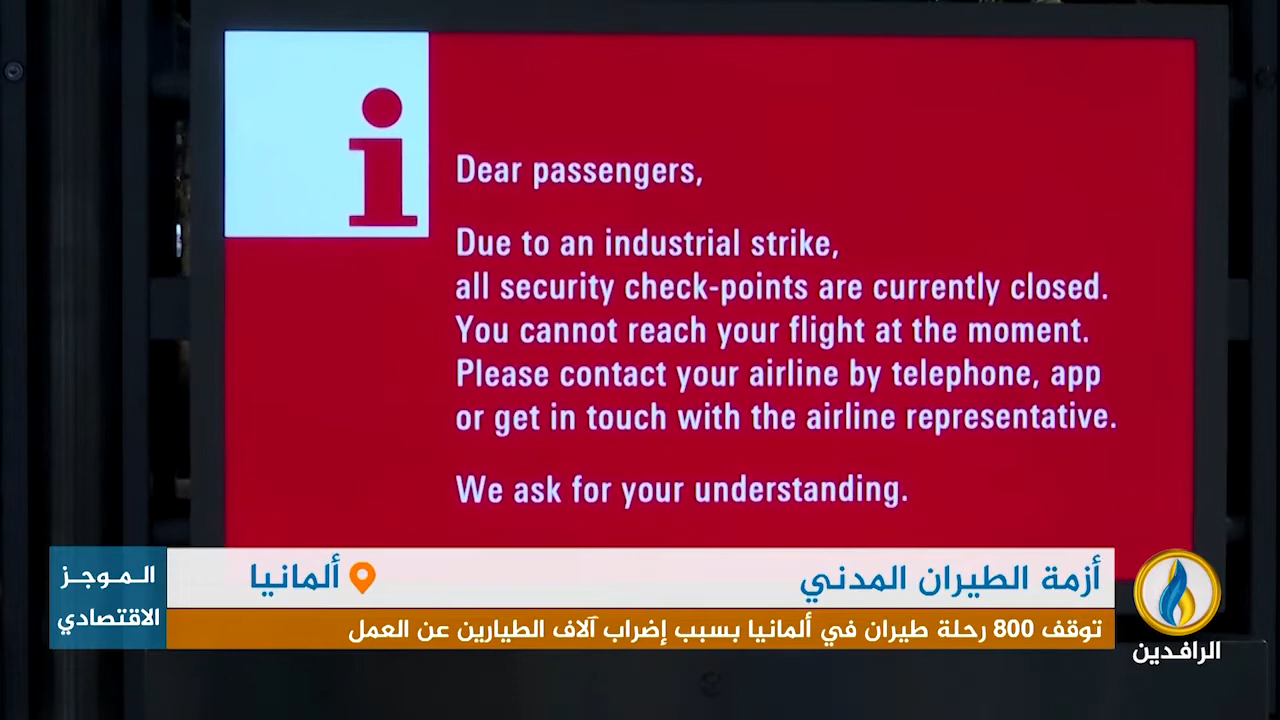 i
Dear passengers,
Due to an industrial strike,
all security check-points are currently closed.
You cannot reach your flight at the moment.
Please contact your airline by telephone, app
or get in touch with the airline representative.
We ask for your understanding.
أزمة الطيران المدني
ألمانيا
توقف 800 رحلة طيران في ألمانيا بسبب إضراب آلاف الطيارين عن العمل
الـمـوجـز
الاقتصادي
الرافـدين